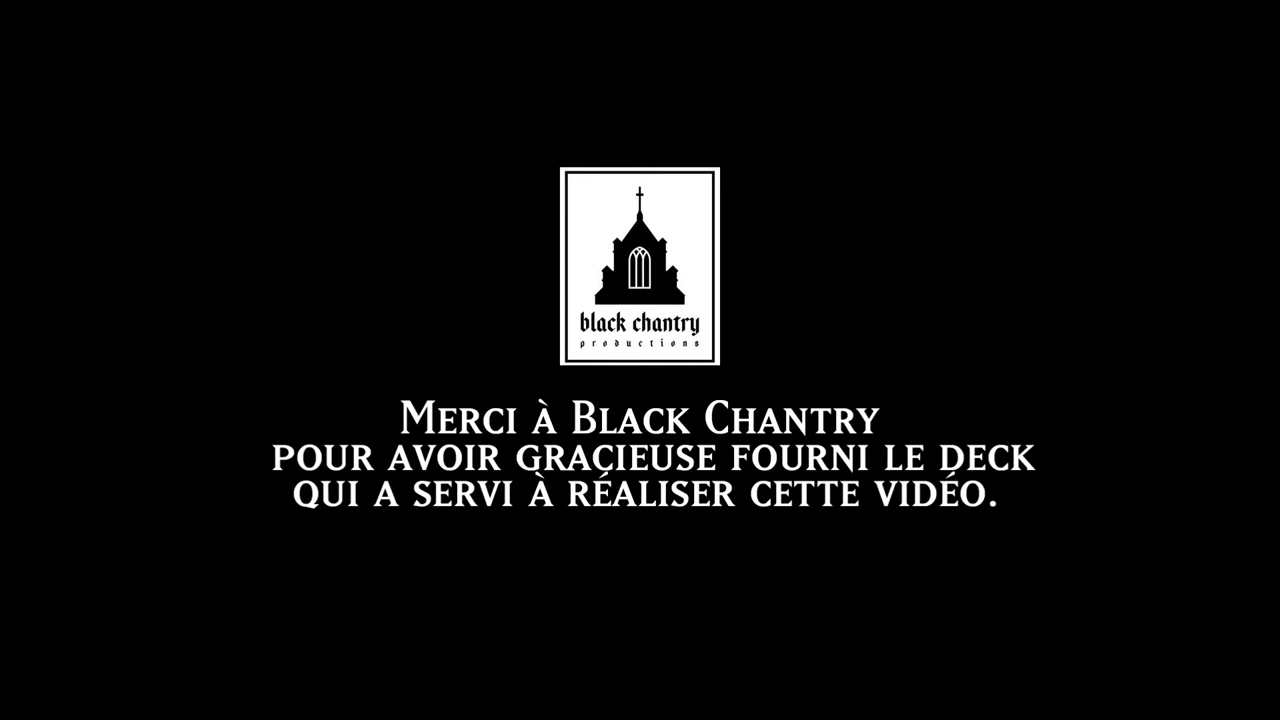 black chantry
productions
Merci à Black Chantry
pour avoir gracieuse fourni le deck
qui a servi à réaliser cette vidéo.